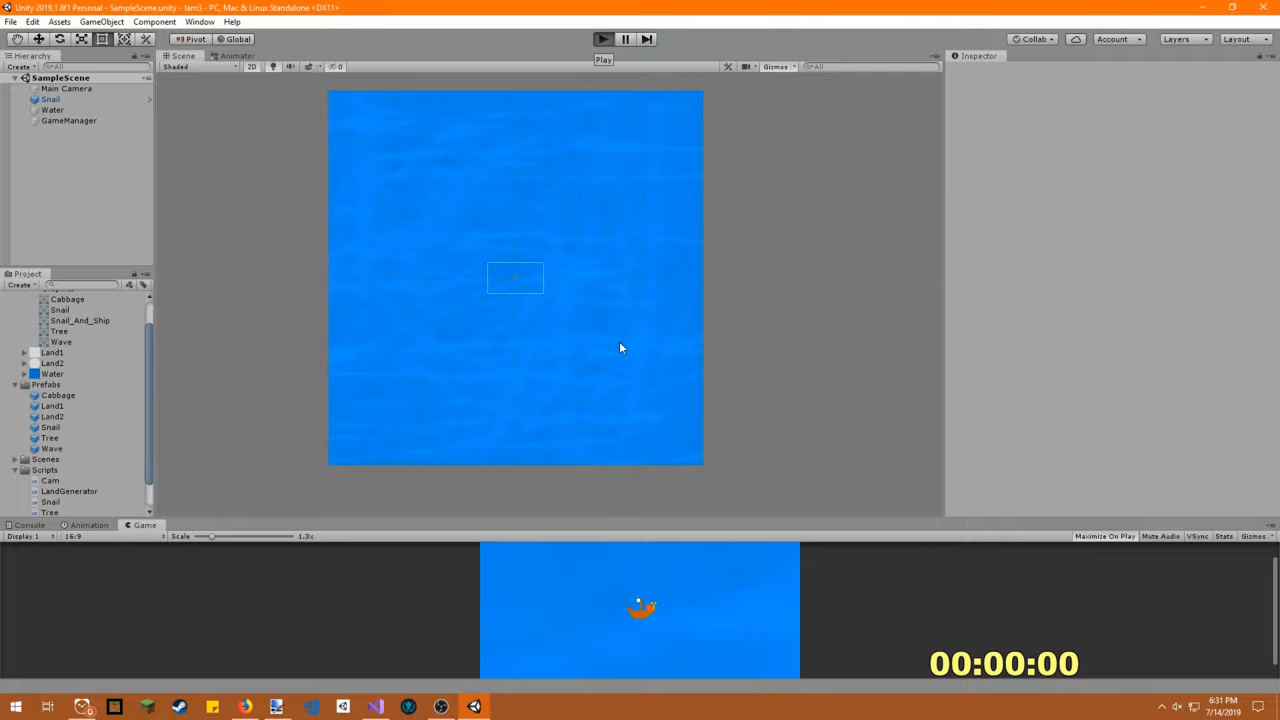 Unity 2019.1.8f1 Personal - SampleScene.unity - Jam3 - PC, Mac & Linux Standalone <DX11>
File Edit Assets GameObject Component Window Help
Pivot Global Collab Account Layers Layout
Play
Hierarchy Scene Animator Inspector
Create All Shaded 2D 0 Gizmos All
SampleScene
Main Camera
Snail
Water
GameManager
Project
Create
Cabbage
Snail
Snail_And_Ship
Tree
Wave
Land1
Land2
Water
Prefabs
Cabbage
Land1
Land2
Snail
Tree
Wave
Scenes
Scripts
Cam
LandGenerator
Snail
Tree
Console Animation Game
Display 1 16:9 Scale 1.3x Maximize On Play Mute Audio VSync Stats Gizmos
00:00:00
6:31 PM
7/14/2019